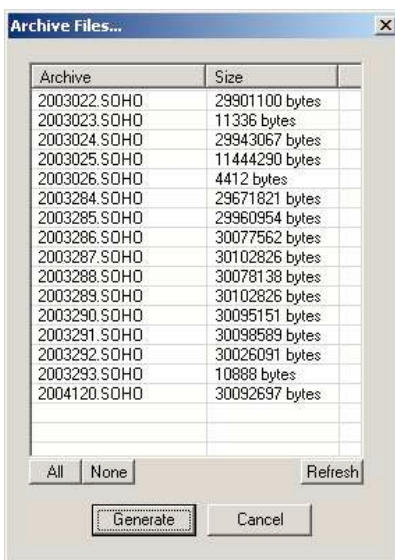 Archive Files...
Archive Size
2003022.SOHO 29901100 bytes
2003023.SOHO 11336 bytes
2003024.SOHO 29943067 bytes
2003025.SOHO 11444290 bytes
2003026.SOHO 4412 bytes
2003284.SOHO 29671821 bytes
2003285.SOHO 29960954 bytes
2003286.SOHO 30077562 bytes
2003287.SOHO 30102826 bytes
2003288.SOHO 30078138 bytes
2003289.SOHO 30102826 bytes
2003290.SOHO 30095151 bytes
2003291.SOHO 30098589 bytes
2003292.SOHO 30026091 bytes
2003293.SOHO 10888 bytes
2004120.SOHO 30092697 bytes
All None Refresh
Generate Cancel